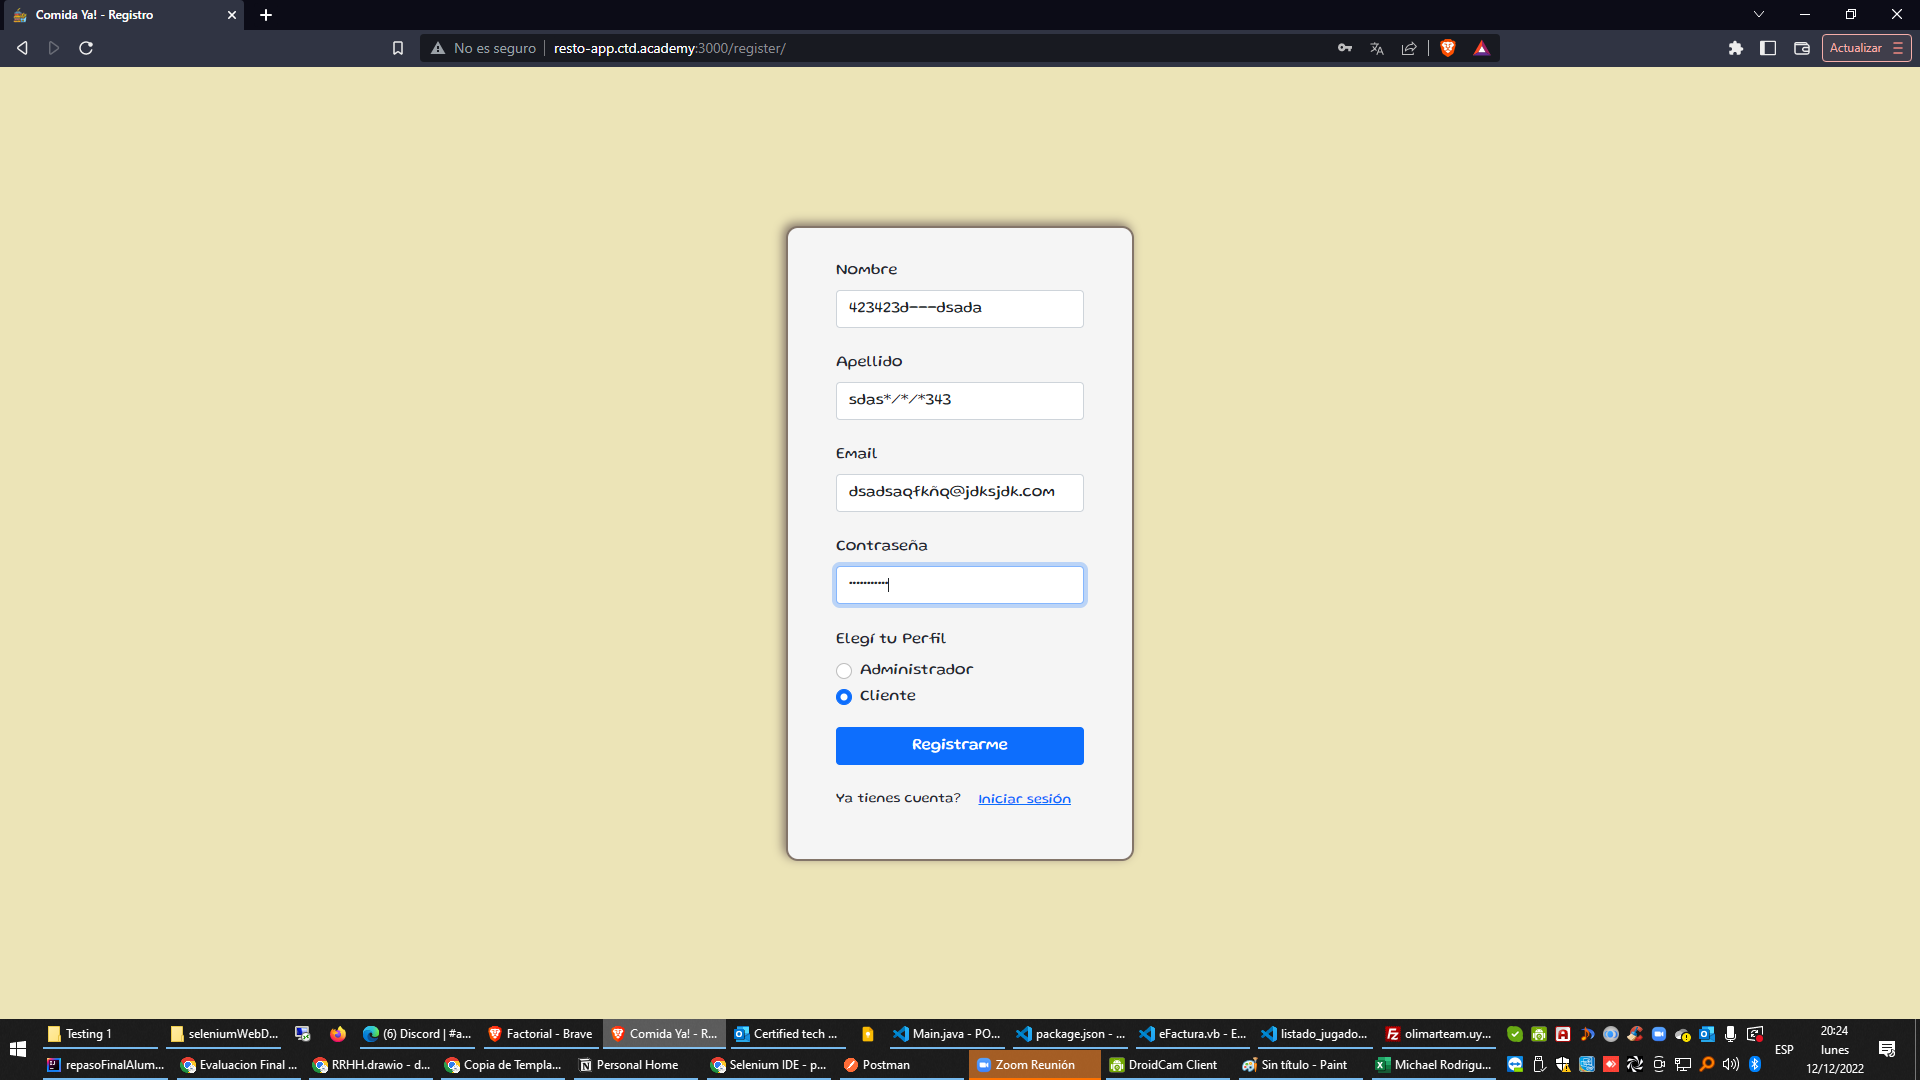 Comida Ya! - Registro
No es seguro
resto-app.ctd.academy:3000/register/
Actualizar
Nombre
423423d---dsada
Apellido
sdas*/*/*343
Email
dsadsaqfkñq@jdksjdk.com
Contraseña
Elegí tu Perfil
Administrador
Cliente
Registrarme
Ya tienes cuenta? Iniciar sesión
Testing 1
seleniumWebD...
(6) Discord | #a...
Factorial - Brave
Comida Ya! - R...
Certified tech ...
Main.java - PO...
package.json - ...
eFactura.vb - E...
listado_jugado...
olimarteam.uy...
20:24
ESP
lunes
repasoFinalAlum...
Evaluacion Final ...
RRHH.drawio - d...
Copia de Templa...
Personal Home
Selenium IDE - p...
Postman
Zoom Reunión
DroidCam Client
Sin título - Paint
Michael Rodrigu...
12/12/2022